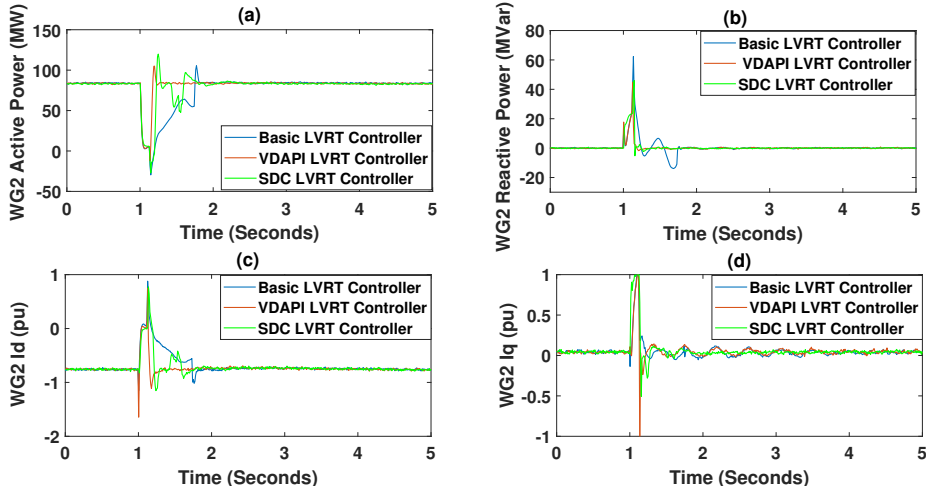 (a)
WG2 Active Power (MW)
150
100
50
0
-50
Basic LVRT Controller
VDAPI LVRT Controller
SDC LVRT Controller
0 1 2 3 4 5
Time (Seconds)
(b)
WG2 Reactive Power (MVar)
80
60
40
20
0
-20
Basic LVRT Controller
VDAPI LVRT Controller
SDC LVRT Controller
0 1 2 3 4 5
Time (Seconds)
(c)
WG2 Id (pu)
1
0
-1
-2
Basic LVRT Controller
VDAPI LVRT Controller
SDC LVRT Controller
0 1 2 3 4 5
Time (Seconds)
(d)
WG2 Iq (pu)
1
0.5
0
-0.5
-1
Basic LVRT Controller
VDAPI LVRT Controller
SDC LVRT Controller
0 1 2 3 4 5
Time (Seconds)